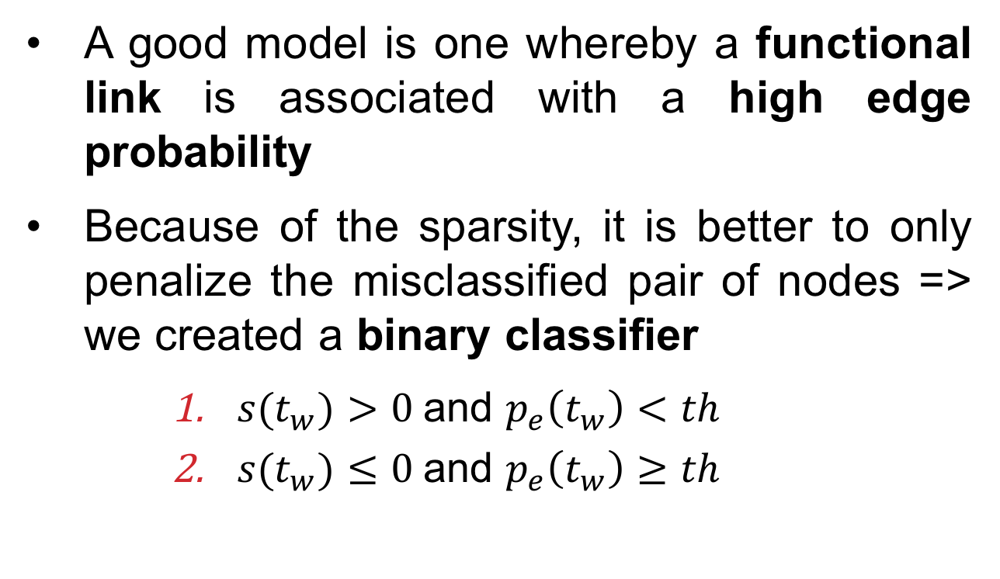 • A good model is one whereby a functional
link is associated with a high edge
probability
• Because of the sparsity, it is better to only
penalize the misclassified pair of nodes =>
we created a binary classifier
1. s(t_w) > 0 and p_e(t_w) < th
2. s(t_w) ≤ 0 and p_e(t_w) ≥ th